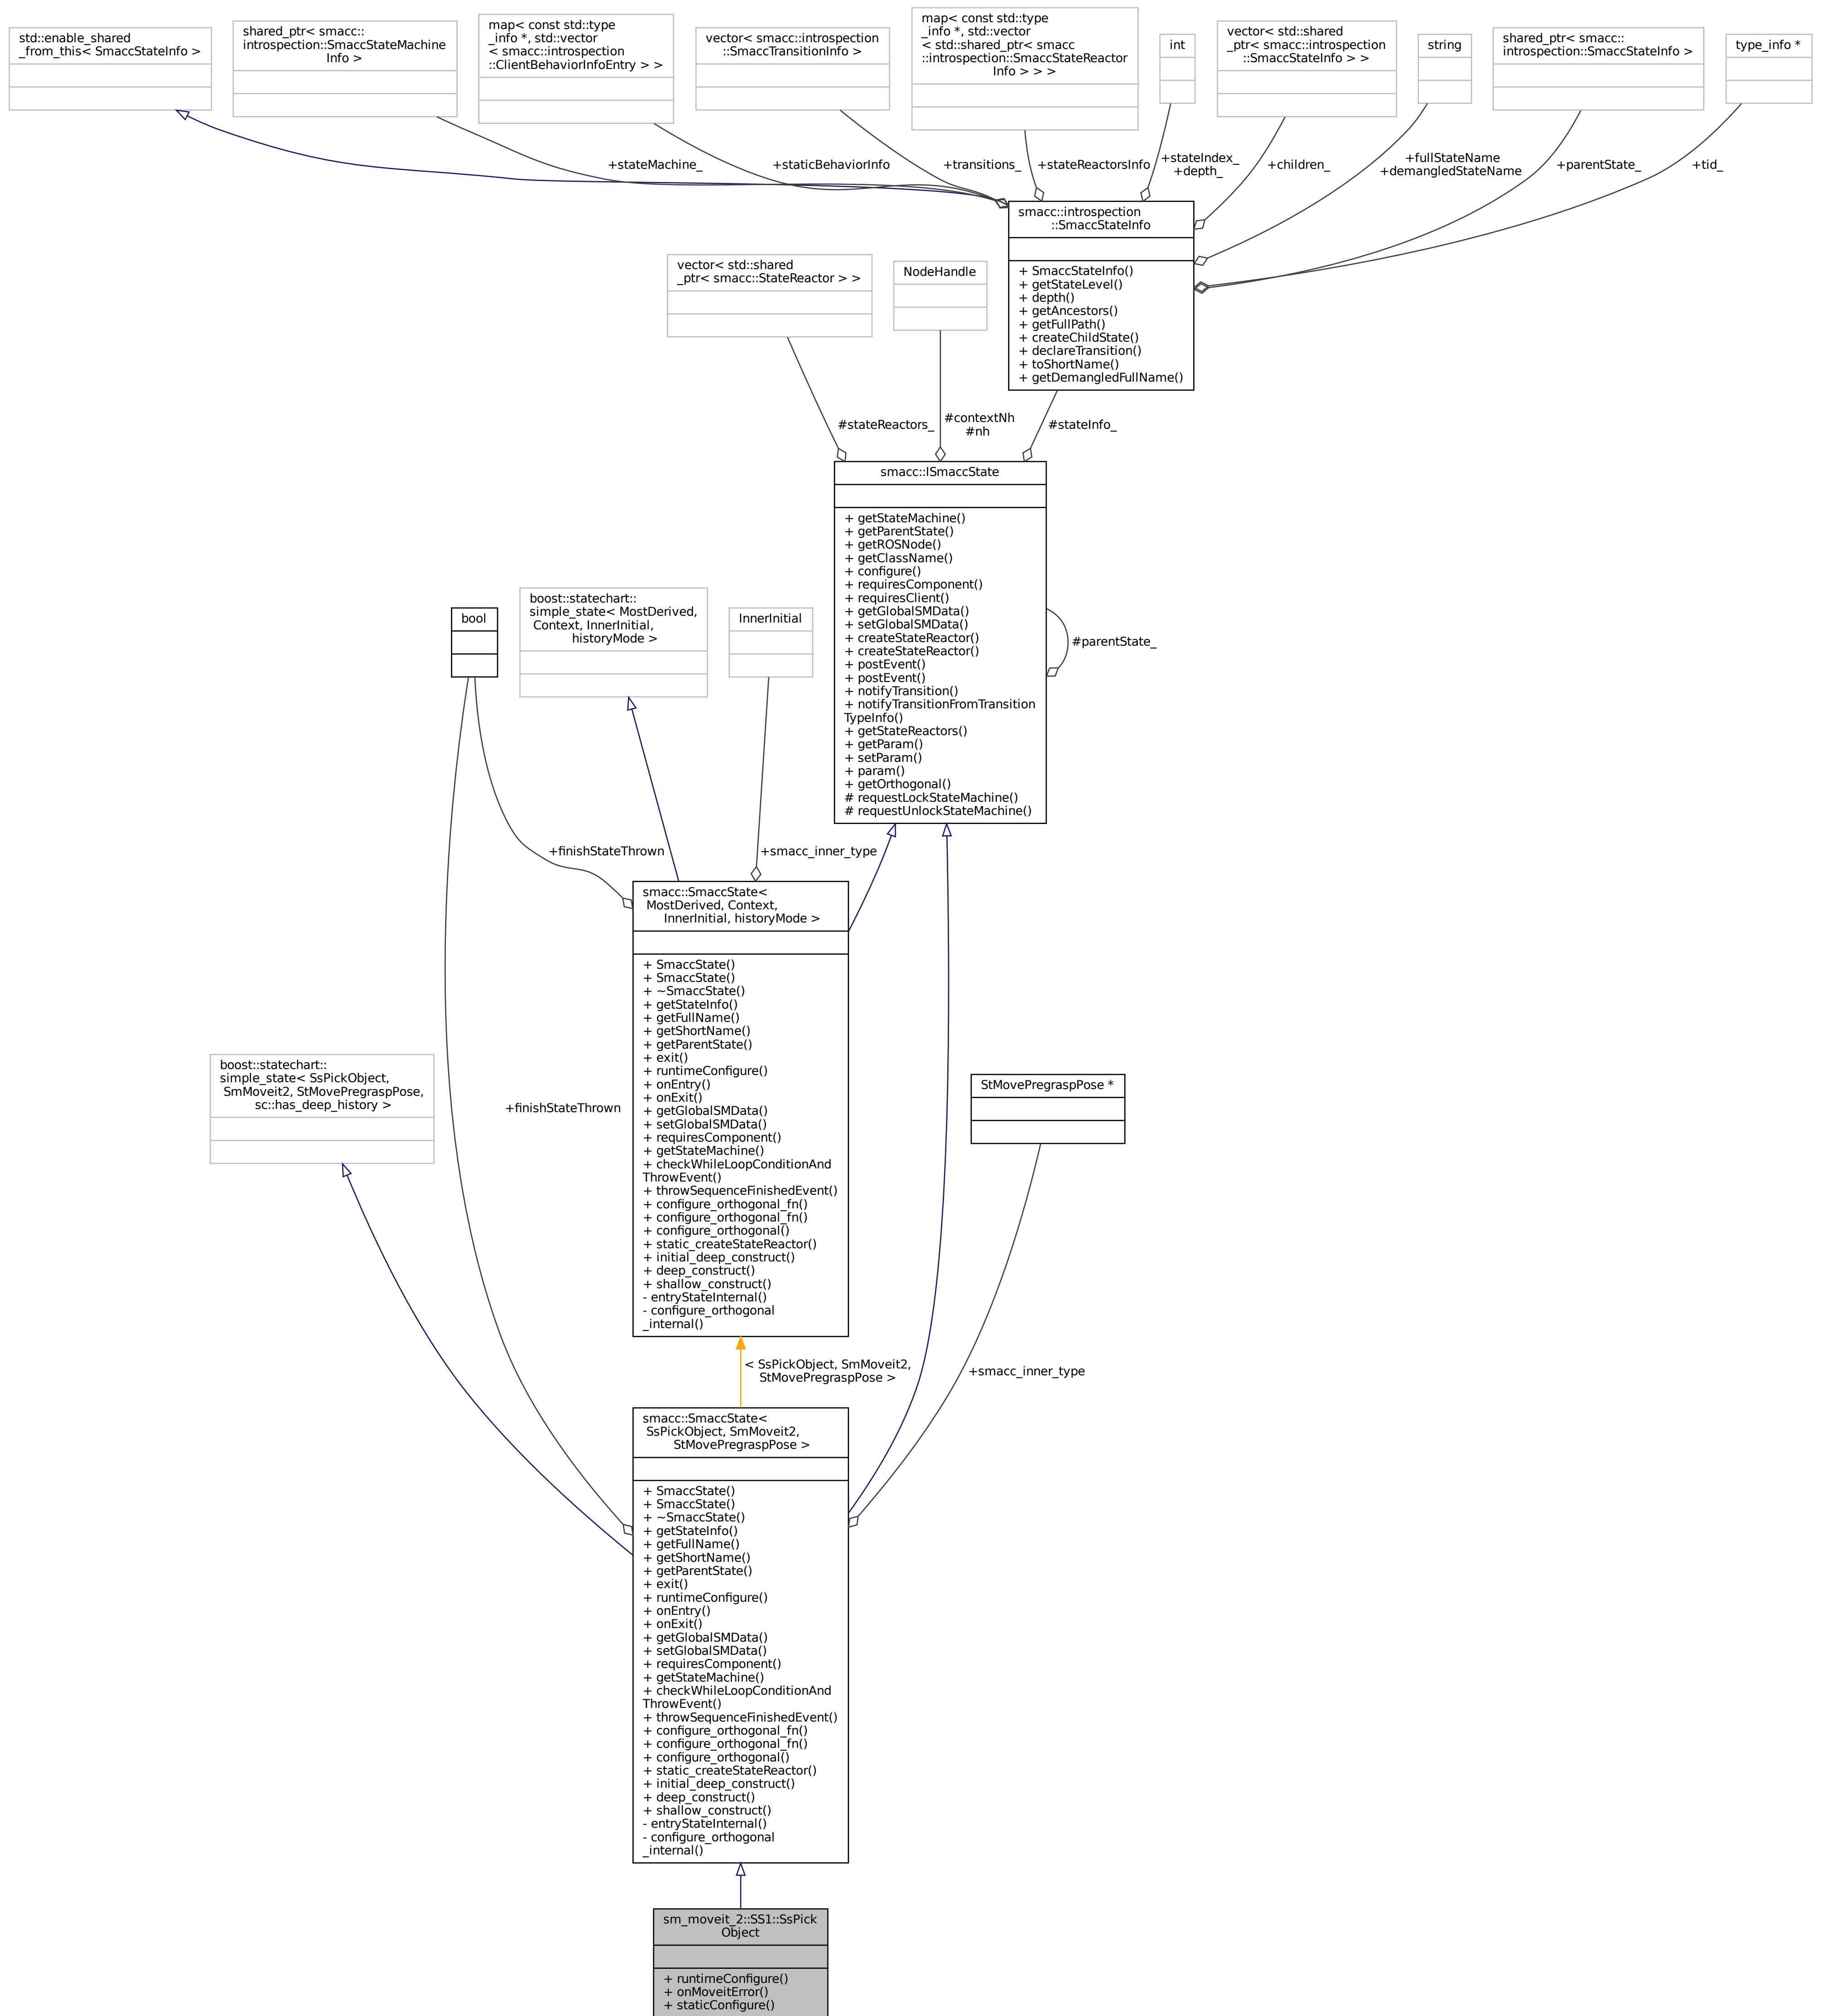 std::enable_shared
_from_this< SmaccStateInfo >
shared_ptr< smacc::
introspection::SmaccStateMachine
Info >
map< const std::type
_info *, std::vector
< smacc::introspection
::ClientBehaviorInfoEntry > >
vector< smacc::introspection
::SmaccTransitionInfo >
map< const std::type
_info *, std::vector
< std::shared_ptr< smacc
::introspection::SmaccStateReactor
Info > > >
int
vector< std::shared
_ptr< smacc::introspection
::SmaccStateInfo > >
string
shared_ptr< smacc::
introspection::SmaccStateInfo >
type_info *
+stateMachine_
+staticBehaviorInfo
+transitions_
+stateReactorsInfo
+stateIndex_
+depth_
+children_
+fullStateName
+demangledStateName
+parentState_
+tid_
smacc::introspection
::SmaccStateInfo
+ SmaccStateInfo()
+ getStateLevel()
+ depth()
+ getAncestors()
+ getFullPath()
+ createChildState()
+ declareTransition()
+ toShortName()
+ getDemangledFullName()
vector< std::shared
_ptr< smacc::StateReactor > >
NodeHandle
#stateReactors_
#contextNh
#nh
#stateInfo_
smacc::ISmaccState
+ getStateMachine()
+ getParentState()
+ getROSNode()
+ getClassName()
+ configure()
+ requiresComponent()
+ requiresClient()
+ getGlobalSMData()
+ setGlobalSMData()
+ createStateReactor()
+ createStateReactor()
+ postEvent()
+ postEvent()
+ notifyTransition()
+ notifyTransitionFromTransition
TypeInfo()
+ getStateReactors()
+ getParam()
+ setParam()
+ param()
+ getOrthogonal()
# requestLockStateMachine()
# requestUnlockStateMachine()
#parentState_
bool
boost::statechart::
simple_state< MostDerived,
Context, InnerInitial,
historyMode >
InnerInitial
+finishStateThrown
+smacc_inner_type
smacc::SmaccState<
MostDerived, Context,
InnerInitial, historyMode >
+ SmaccState()
+ SmaccState()
+ ~SmaccState()
+ getStateInfo()
+ getFullName()
+ getShortName()
+ getParentState()
+ exit()
+ runtimeConfigure()
+ onEntry()
+ onExit()
+ getGlobalSMData()
+ setGlobalSMData()
+ requiresComponent()
+ getStateMachine()
+ checkWhileLoopConditionAnd
ThrowEvent()
+ throwSequenceFinishedEvent()
+ configure_orthogonal_fn()
+ configure_orthogonal_fn()
+ configure_orthogonal()
+ static_createStateReactor()
+ initial_deep_construct()
+ deep_construct()
+ shallow_construct()
- entryStateInternal()
- configure_orthogonal
_internal()
boost::statechart::
simple_state< SsPickObject,
SmMoveit2, StMovePregraspPose,
sc::has_deep_history >
+finishStateThrown
StMovePregraspPose *
< SsPickObject, SmMoveit2,
StMovePregraspPose >
+smacc_inner_type
smacc::SmaccState<
SsPickObject, SmMoveit2,
StMovePregraspPose >
+ SmaccState()
+ SmaccState()
+ ~SmaccState()
+ getStateInfo()
+ getFullName()
+ getShortName()
+ getParentState()
+ exit()
+ runtimeConfigure()
+ onEntry()
+ onExit()
+ getGlobalSMData()
+ setGlobalSMData()
+ requiresComponent()
+ getStateMachine()
+ checkWhileLoopConditionAnd
ThrowEvent()
+ throwSequenceFinishedEvent()
+ configure_orthogonal_fn()
+ configure_orthogonal_fn()
+ configure_orthogonal()
+ static_createStateReactor()
+ initial_deep_construct()
+ deep_construct()
+ shallow_construct()
- entryStateInternal()
- configure_orthogonal
_internal()
sm_moveit_2::SS1::SsPick
Object
+ runtimeConfigure()
+ onMoveitError()
+ staticConfigure()